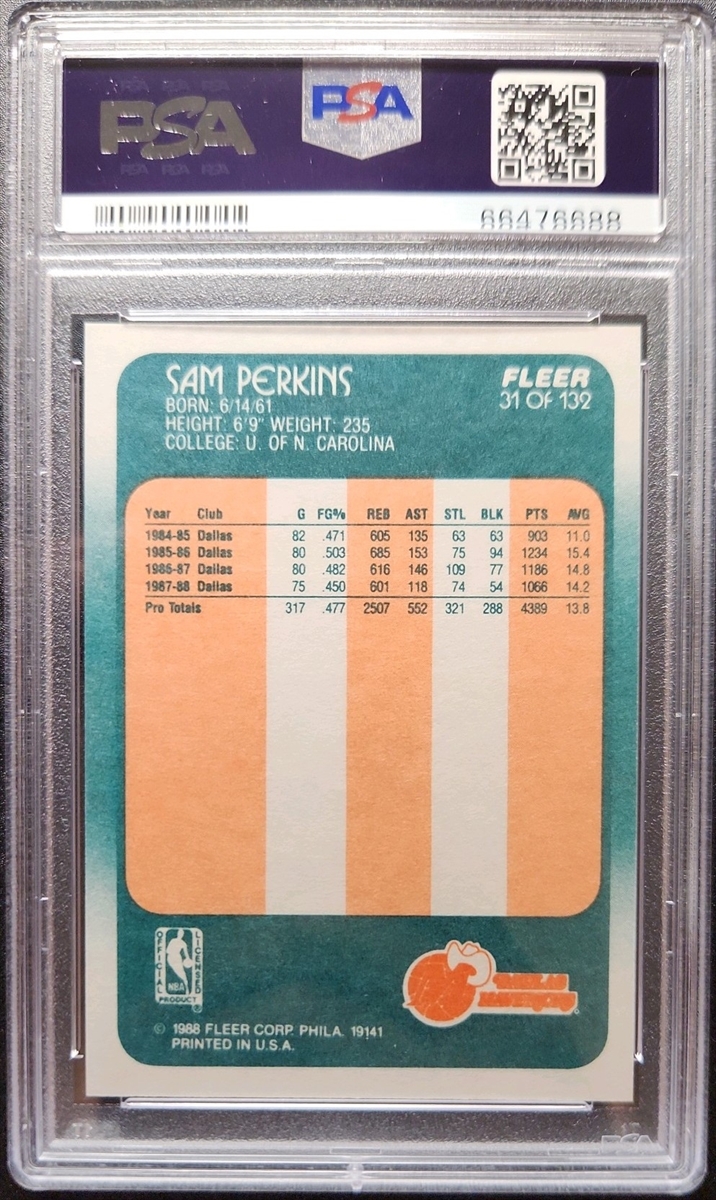 PSA
PSA
PSA PSA PSA
66476688
SAM PERKINS
BORN: 6/14/61
HEIGHT: 6'9" WEIGHT: 235
COLLEGE: U. OF N. CAROLINA
FLEER
31 OF 132
Year Club G FG% REB AST STL BLK PTS AVG
1984-85 Dallas 82 .471 605 135 63 63 903 11.0
1985-86 Dallas 80 .503 685 153 75 94 1234 15.4
1986-87 Dallas 80 .482 616 146 109 77 1186 14.8
1987-88 Dallas 75 .450 601 118 74 54 1066 14.2
Pro Totals 317 .477 2507 552 321 288 4389 13.8
OFFICIAL
LICENSED
NBA
PRODUCT ®
DALLAS
MAVERICKS
© 1988 FLEER CORP. PHILA. 19141
PRINTED IN U.S.A.
PSA